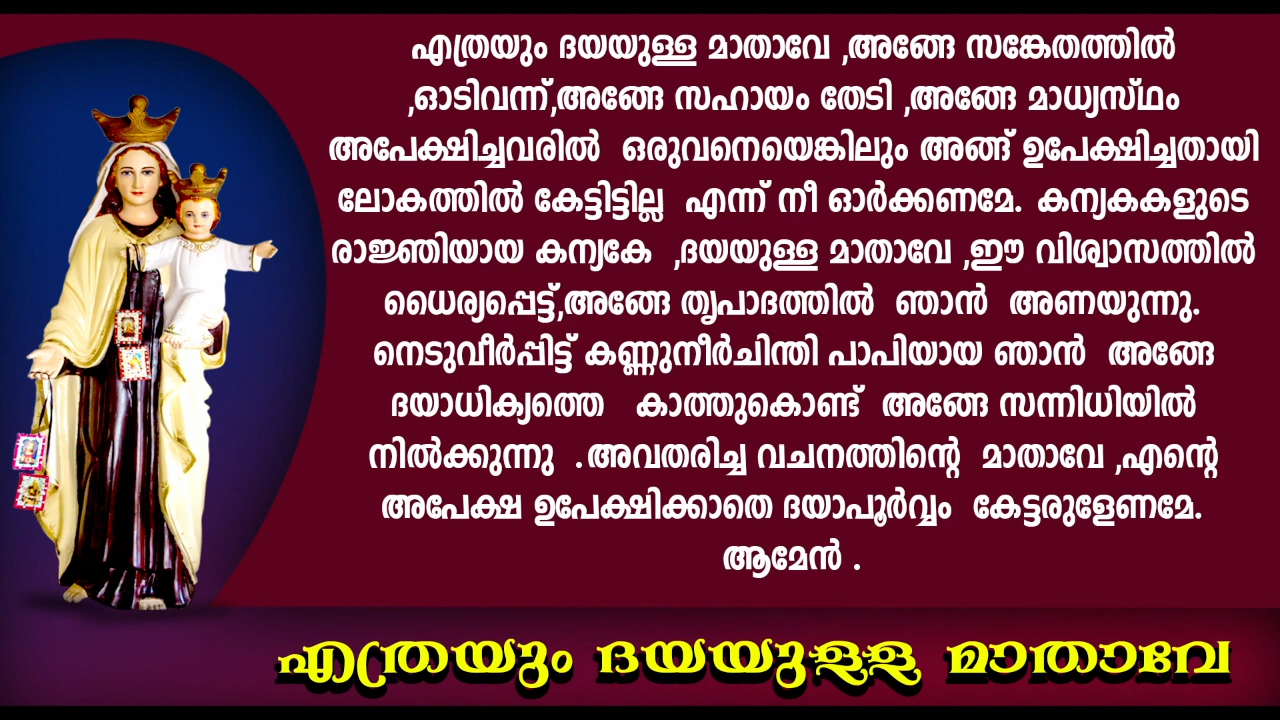 എത്രയും ദയയുള്ള മാതാവേ ,അങ്ങേ സങ്കേതത്തിൽ
,ഓടിവന്ന്,അങ്ങേ സഹായം തേടി ,അങ്ങേ മാധ്യസ്ഥം
അപേക്ഷിച്ചവരിൽ ഒരുവനെയെങ്കിലും അങ്ങ് ഉപേക്ഷിച്ചതായി
ലോകത്തിൽ കേട്ടിട്ടില്ല എന്ന് നീ ഓർക്കണമേ. കന്യകകളുടെ
രാജ്ഞിയായ കന്യകേ ,ദയയുള്ള മാതാവേ ,ഈ വിശ്വാസത്തിൽ
ധൈര്യപ്പെട്ട്,അങ്ങേ തൃപാദത്തിൽ ഞാൻ അണയുന്നു.
നെടുവീർപ്പിട്ട് കണ്ണുനീർചിന്തി പാപിയായ ഞാൻ അങ്ങേ
ദയാധിക്യത്തെ കാത്തുകൊണ്ട് അങ്ങേ സന്നിധിയിൽ
നിൽക്കുന്നു .അവതരിച്ച വചനത്തിന്റെ മാതാവേ ,എന്റെ
അപേക്ഷ ഉപേക്ഷിക്കാതെ ദയാപൂർവ്വം കേട്ടരുളേണമേ.
ആമേൻ .
എത്രയും ദയയുള്ള മാതാവേ